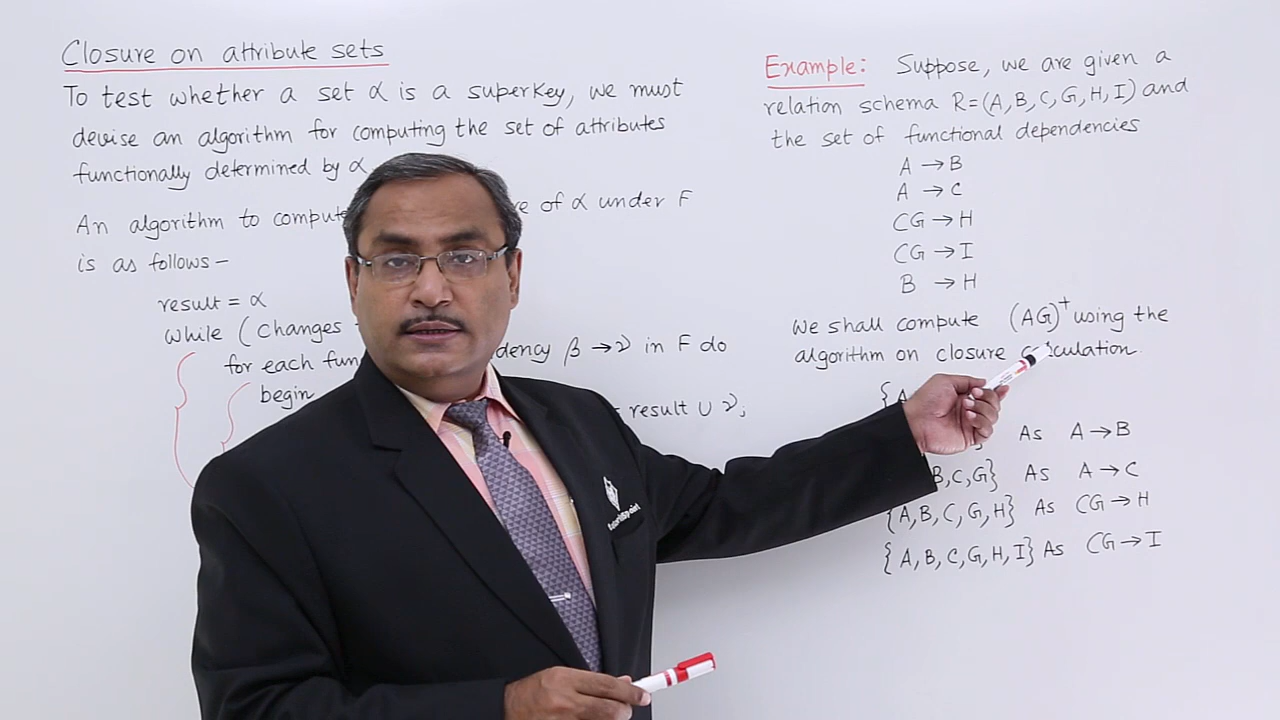 Closure on attribute sets
To test whether a set α is a superkey, we must
devise an algorithm for computing the set of attributes
functionally determined by α
An algorithm to compute of α under F
is as follows –
result = α
while (changes
for each β → ν in F do
begin
result ∪ ν;
Example: Suppose, we are given a
relation schema R=(A,B,C,G,H,I) and
the set of functional dependencies
A → B
A → C
CG → H
CG → I
B → H
We shall compute (AG)⁺ using the
algorithm on closure calculation.
{A
As A → B
B,C,G} As A → C
{A,B,C,G,H} As CG → H
{A,B,C,G,H,I} As CG → I